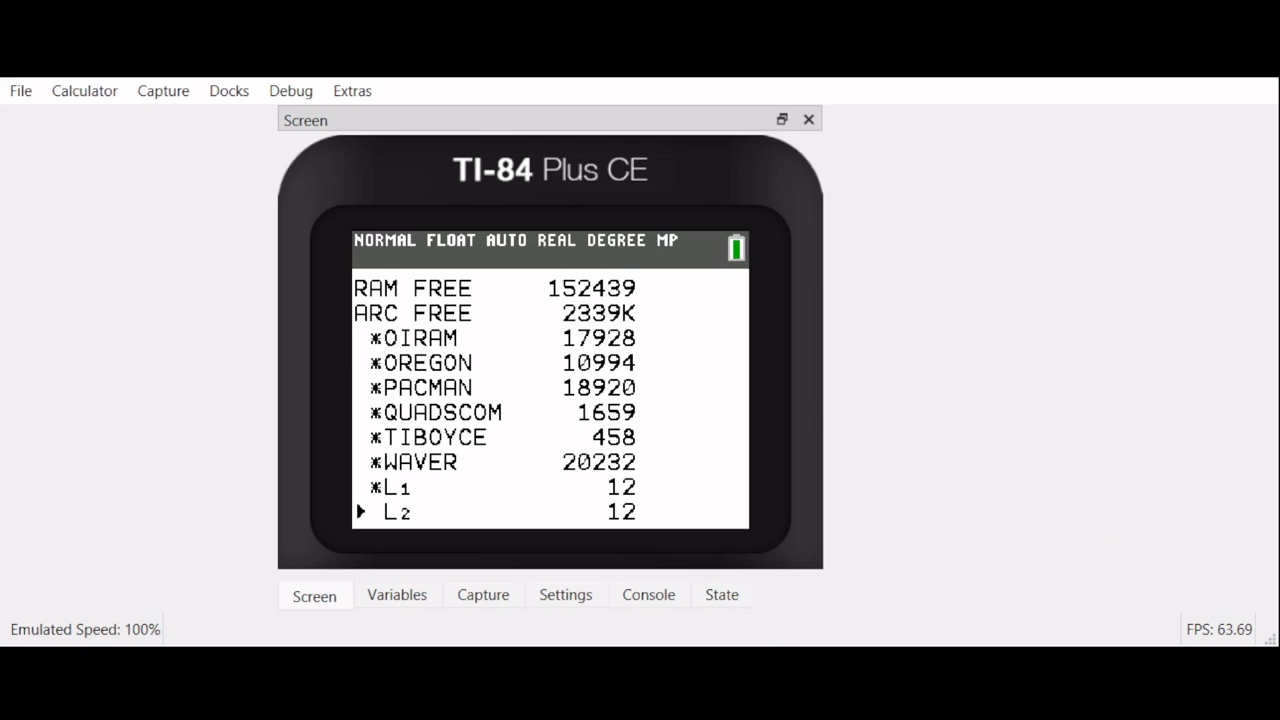 File Calculator Capture Docks Debug Extras
Screen
TI-84 Plus CE
NORMAL FLOAT AUTO REAL DEGREE MP
RAM FREE 152439
ARC FREE 2339K
*OIRAM 17928
*OREGON 10994
*PACMAN 18920
*QUADSCOM 1659
*TIBOYCE 458
*WAVER 20232
*L₁ 12
▶ L₂ 12
Screen Variables Capture Settings Console State
Emulated Speed: 100% FPS: 63.69